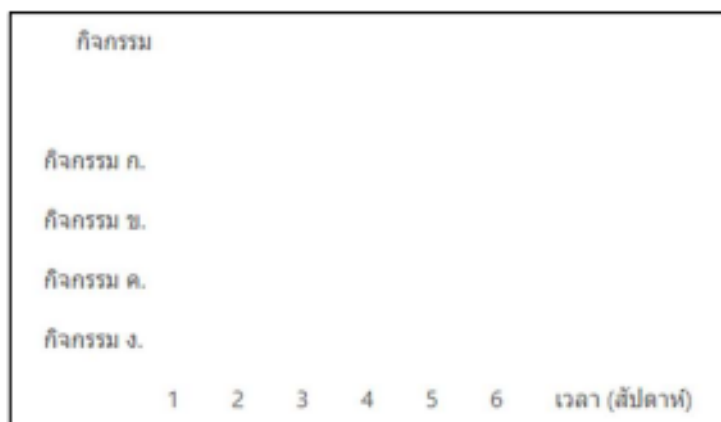 กิจกรรม
กิจกรรม ก.
กิจกรรม ข.
กิจกรรม ค.
กิจกรรม ง.
1 2 3 4 5 6 เวลา (สัปดาห์)